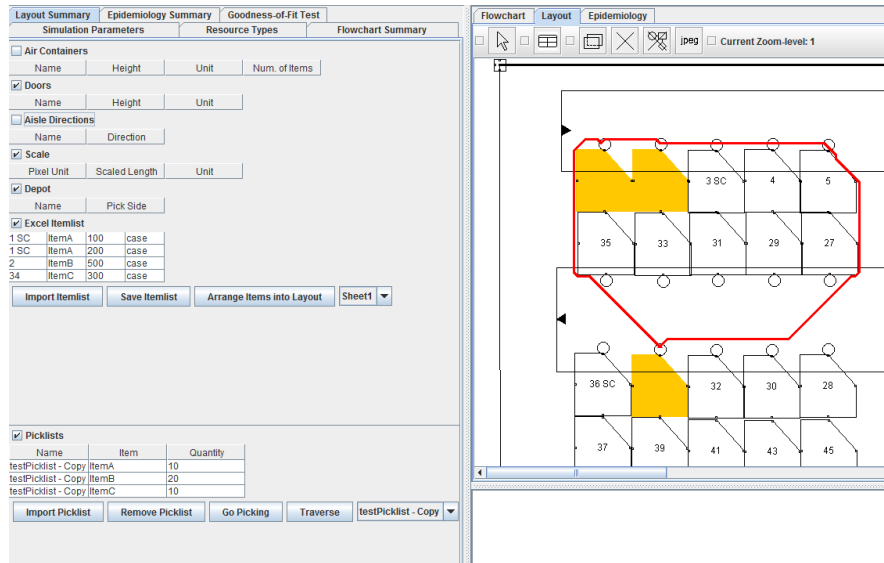 Layout Summary Epidemiology Summary Goodness-of-Fit Test
Simulation Parameters Resource Types Flowchart Summary
Air Containers
Name Height Unit Num. of Items
Doors
Name Height Unit
Aisle Directions
Name Direction
Scale
Pixel Unit Scaled Length Unit
Depot
Name Pick Side
Excel Itemlist
1 SC ItemA 100 case
1 SC ItemA 200 case
2 ItemB 500 case
34 ItemC 300 case
Import Itemlist Save Itemlist Arrange Items into Layout Sheet1
Picklists
Name Item Quantity
testPicklist - Copy ItemA 10
testPicklist - Copy ItemB 20
testPicklist - Copy ItemC 10
Import Picklist Remove Picklist Go Picking Traverse testPicklist - Copy
Flowchart Layout Epidemiology
jpeg Current Zoom-level: 1
3 SC 4 5
35 33 31 29 27
36 SC 32 30 28
37 39 41 43 45